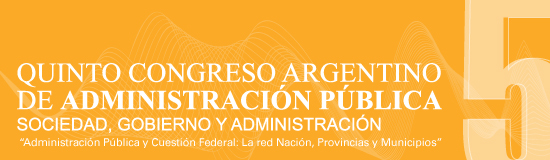 QUINTO CONGRESO ARGENTINO
DE ADMINISTRACIÓN PÚBLICA
SOCIEDAD, GOBIERNO Y ADMINISTRACIÓN
“Administración Pública y Cuestión Federal: La red Nación, Provincias y Municipios”
5